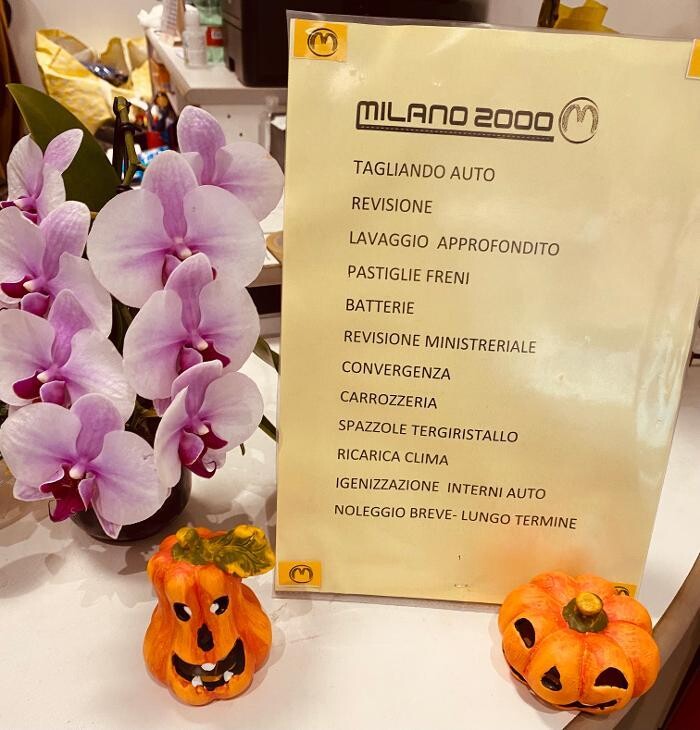 MILANO 2000 M
TAGLIANDO AUTO
REVISIONE
LAVAGGIO APPROFONDITO
PASTIGLIE FRENI
BATTERIE
REVISIONE MINISTRERIALE
CONVERGENZA
CARROZZERIA
SPAZZOLE TERGIRISTALLO
RICARICA CLIMA
IGENIZZAZIONE INTERNI AUTO
NOLEGGIO BREVE- LUNGO TERMINE
1